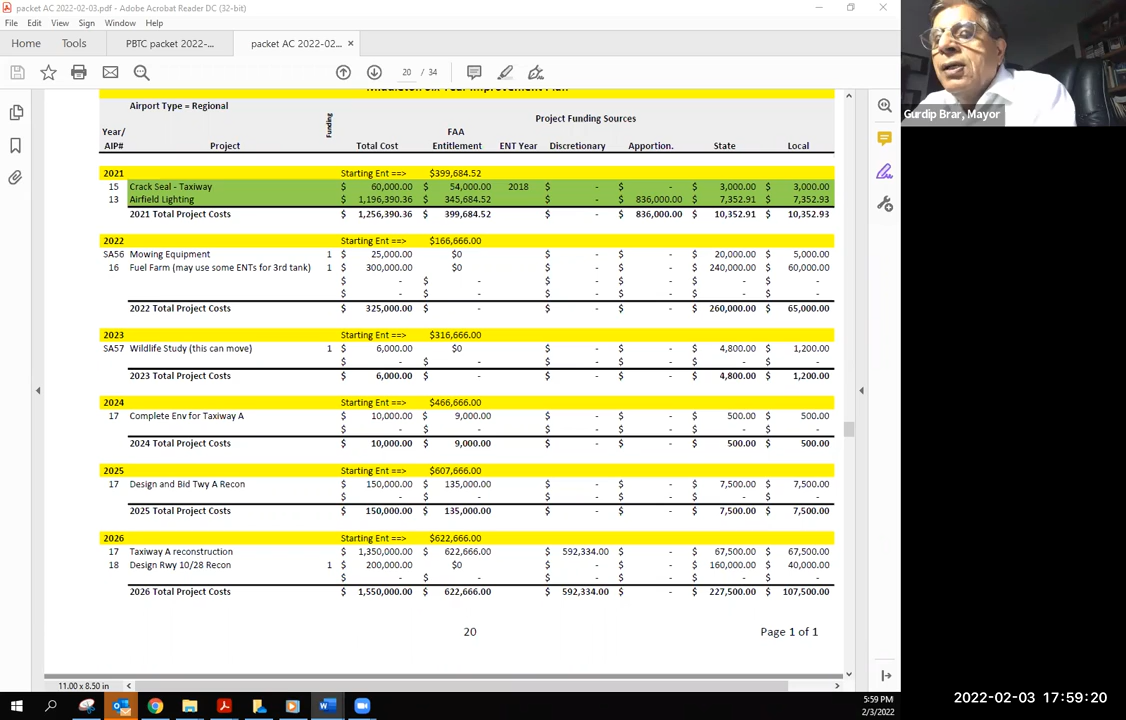 packet AC 2022-02-03.pdf - Adobe Acrobat Reader DC (32-bit)
File Edit View Sign Window Help
Home Tools PBTC packet 2022-... packet AC 2022-02... ×
20 / 34
Middleton Six Year Improvement Plan
Airport Type = Regional
Funding
Project Funding Sources
Year/ FAA
AIP# Project Total Cost Entitlement ENT Year Discretionary Apportion. State Local
2021 Starting Ent ==> $399,684.52
15 Crack Seal - Taxiway $ 60,000.00 $ 54,000.00 2018 $ - $ - $ 3,000.00 $ 3,000.00
13 Airfield Lighting $ 1,196,390.36 $ 345,684.52 $ - $ 836,000.00 $ 7,352.91 $ 7,352.93
2021 Total Project Costs $ 1,256,390.36 $ 399,684.52 $ - $ 836,000.00 $ 10,352.91 $ 10,352.93
2022 Starting Ent ==> $166,666.00
SA56 Mowing Equipment 1 $ 25,000.00 $0 $ - $ - $ 20,000.00 $ 5,000.00
16 Fuel Farm (may use some ENTs for 3rd tank) 1 $ 300,000.00 $0 $ - $ - $ 240,000.00 $ 60,000.00
$ - $ - $ - $ - $ - $ -
$ - $ - $ - $ - $ - $ -
2022 Total Project Costs $ 325,000.00 $ - $ - $ - $ 260,000.00 $ 65,000.00
2023 Starting Ent ==> $316,666.00
SA57 Wildlife Study (this can move) 1 $ 6,000.00 $0 $ - $ - $ 4,800.00 $ 1,200.00
$ - $ - $ - $ - $ - $ -
2023 Total Project Costs $ 6,000.00 $ - $ - $ - $ 4,800.00 $ 1,200.00
2024 Starting Ent ==> $466,666.00
17 Complete Env for Taxiway A $ 10,000.00 $ 9,000.00 $ - $ - $ 500.00 $ 500.00
$ - $ - $ - $ - $ - $ -
2024 Total Project Costs $ 10,000.00 $ 9,000.00 $ - $ - $ 500.00 $ 500.00
2025 Starting Ent ==> $607,666.00
17 Design and Bid Twy A Recon $ 150,000.00 $ 135,000.00 $ - $ - $ 7,500.00 $ 7,500.00
$ - $ - $ - $ - $ - $ -
2025 Total Project Costs $ 150,000.00 $ 135,000.00 $ - $ - $ 7,500.00 $ 7,500.00
2026 Starting Ent ==> $622,666.00
17 Taxiway A reconstruction $ 1,350,000.00 $ 622,666.00 $ 592,334.00 $ - $ 67,500.00 $ 67,500.00
18 Design Rwy 10/28 Recon 1 $ 200,000.00 $0 $ - $ - $ 160,000.00 $ 40,000.00
$ - $ - $ - $ - $ - $ -
2026 Total Project Costs $ 1,550,000.00 $ 622,666.00 $ 592,334.00 $ - $ 227,500.00 $ 107,500.00
20 Page 1 of 1
11.00 x 8.50 in
Gurdip Brar, Mayor
5:59 PM
2/3/2022
2022-02-03 17:59:20